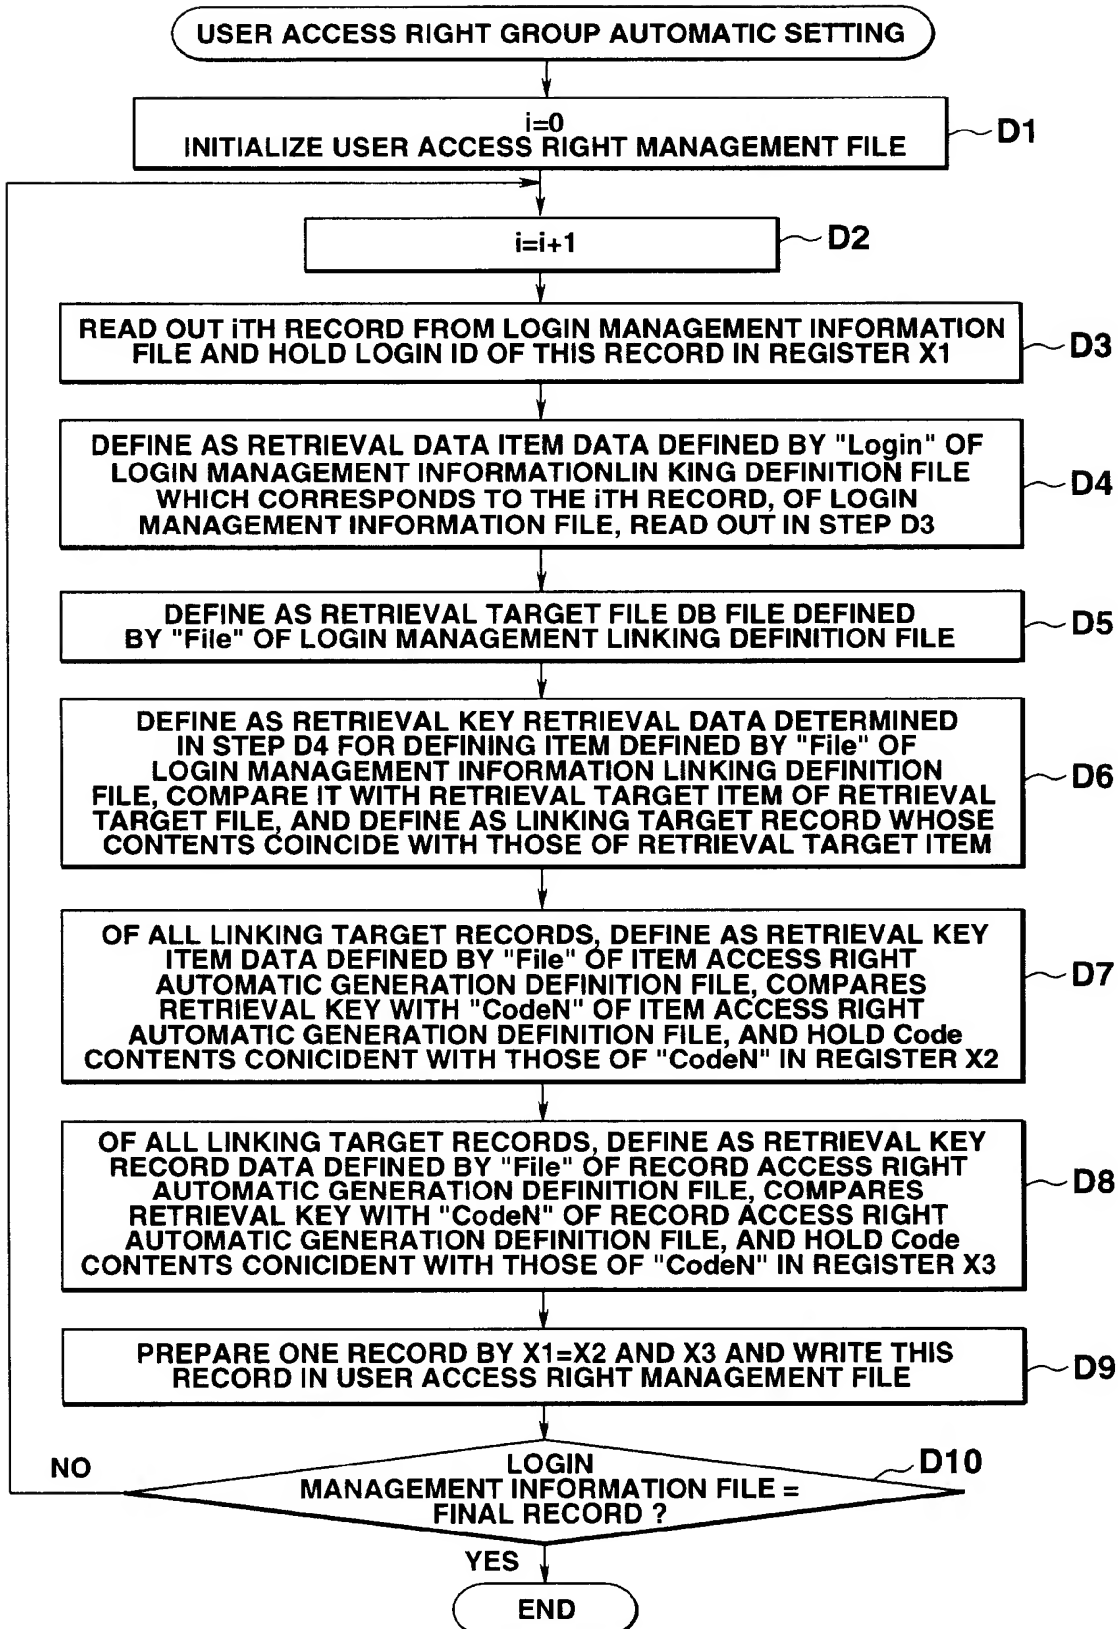 USER ACCESS RIGHT GROUP AUTOMATIC SETTING
i=0
INITIALIZE USER ACCESS RIGHT MANAGEMENT FILE
D1
i=i+1
D2
READ OUT iTH RECORD FROM LOGIN MANAGEMENT INFORMATION
FILE AND HOLD LOGIN ID OF THIS RECORD IN REGISTER X1
D3
DEFINE AS RETRIEVAL DATA ITEM DATA DEFINED BY "Login" OF
LOGIN MANAGEMENT INFORMATIONLIN KING DEFINITION FILE
WHICH CORRESPONDS TO THE iTH RECORD, OF LOGIN
MANAGEMENT INFORMATION FILE, READ OUT IN STEP D3
D4
DEFINE AS RETRIEVAL TARGET FILE DB FILE DEFINED
BY "File" OF LOGIN MANAGEMENT LINKING DEFINITION FILE
D5
DEFINE AS RETRIEVAL KEY RETRIEVAL DATA DETERMINED
IN STEP D4 FOR DEFINING ITEM DEFINED BY "File" OF
LOGIN MANAGEMENT INFORMATION LINKING DEFINITION
FILE, COMPARE IT WITH RETRIEVAL TARGET ITEM OF RETRIEVAL
TARGET FILE, AND DEFINE AS LINKING TARGET RECORD WHOSE
CONTENTS COINCIDE WITH THOSE OF RETRIEVAL TARGET ITEM
D6
OF ALL LINKING TARGET RECORDS, DEFINE AS RETRIEVAL KEY
ITEM DATA DEFINED BY "File" OF ITEM ACCESS RIGHT
AUTOMATIC GENERATION DEFINITION FILE, COMPARES
RETRIEVAL KEY WITH "CodeN" OF ITEM ACCESS RIGHT
AUTOMATIC GENERATION DEFINITION FILE, AND HOLD Code
CONTENTS CONICIDENT WITH THOSE OF "CodeN" IN REGISTER X2
D7
OF ALL LINKING TARGET RECORDS, DEFINE AS RETRIEVAL KEY
RECORD DATA DEFINED BY "File" OF RECORD ACCESS RIGHT
AUTOMATIC GENERATION DEFINITION FILE, COMPARES
RETRIEVAL KEY WITH "CodeN" OF RECORD ACCESS RIGHT
AUTOMATIC GENERATION DEFINITION FILE, AND HOLD Code
CONTENTS CONICIDENT WITH THOSE OF "CodeN" IN REGISTER X3
D8
PREPARE ONE RECORD BY X1=X2 AND X3 AND WRITE THIS
RECORD IN USER ACCESS RIGHT MANAGEMENT FILE
D9
LOGIN
MANAGEMENT INFORMATION FILE =
FINAL RECORD ?
D10
NO
YES
END